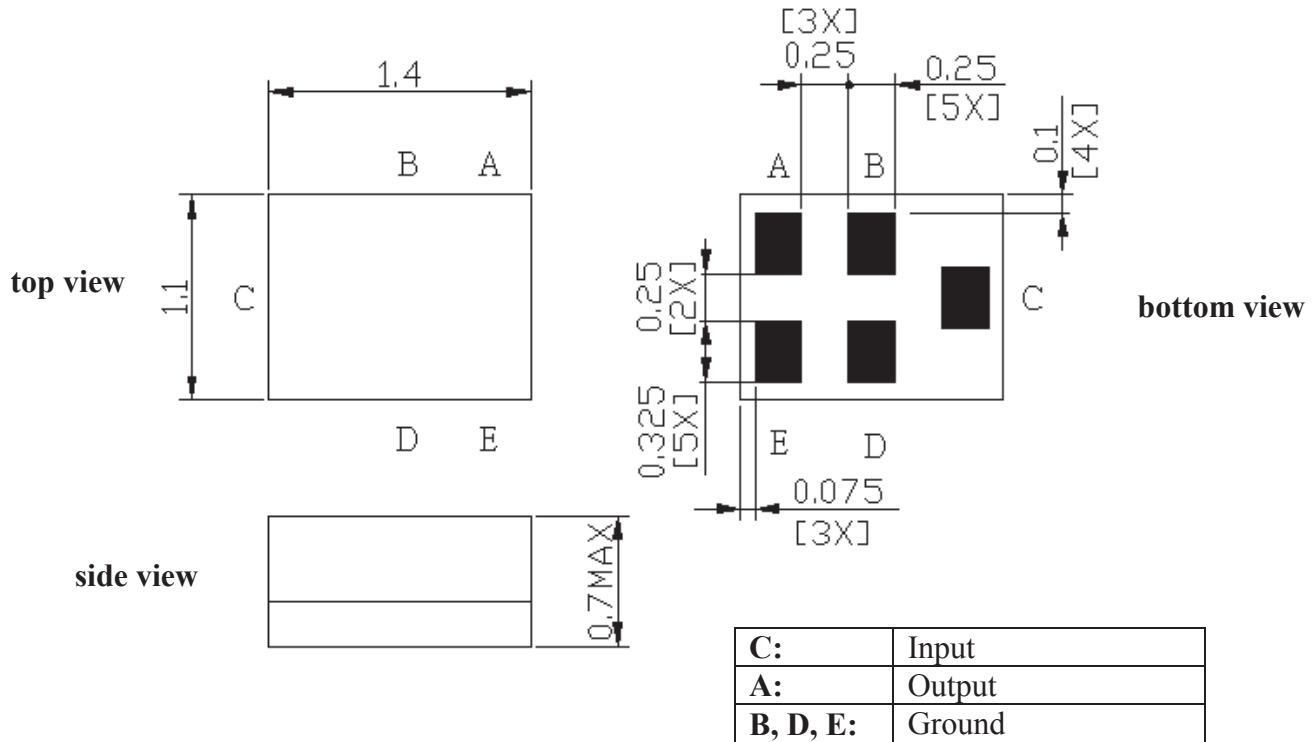 [3X]
0.25
0.25
[5X]
1.4
0.1
[4X]
B A
A B
top view
1.1
C
0.25
[2X]
C
bottom view
0.325
[5X]
D E
E D
0.075
[3X]
side view
0.7MAX
C: Input
A: Output
B, D, E: Ground